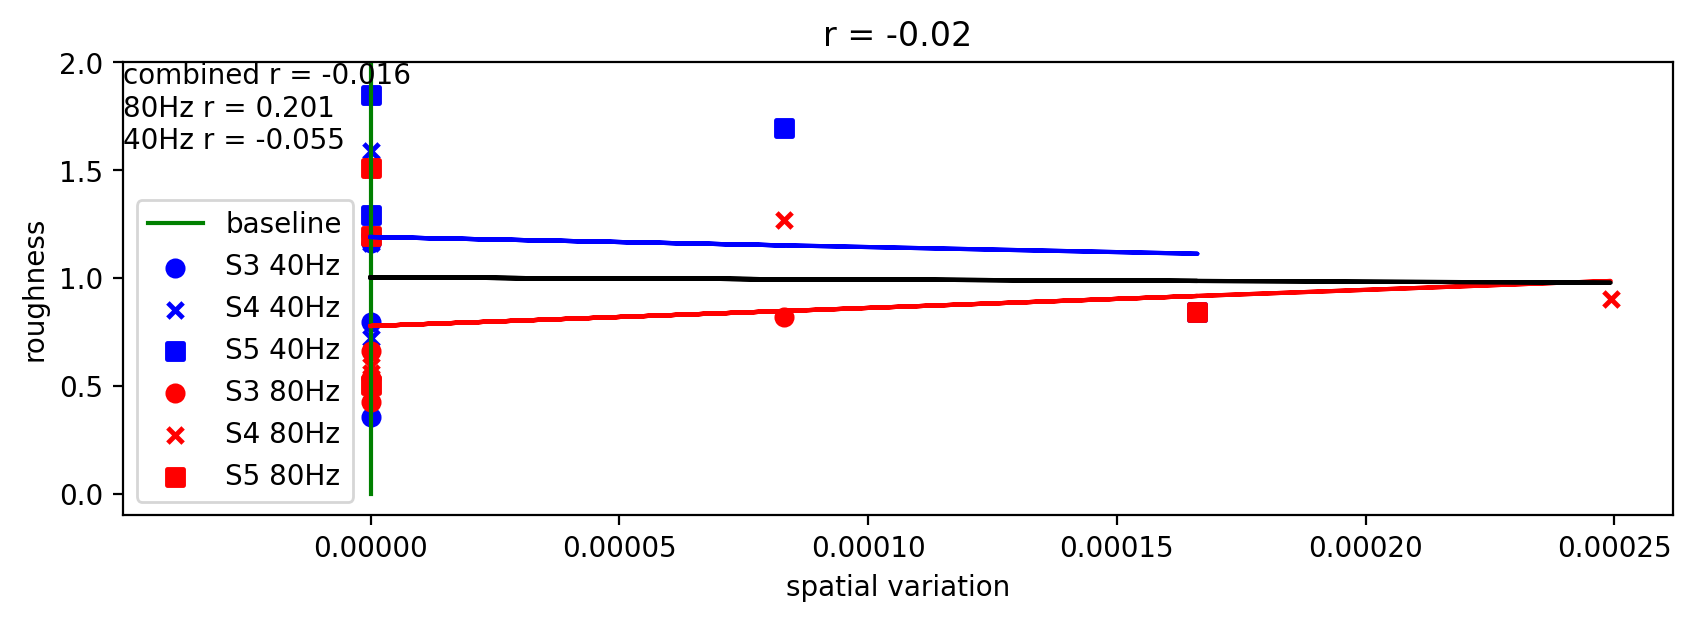 r = -0.02
combined r = -0.016
80Hz r = 0.201
40Hz r = -0.055
2.0
1.5
1.0
0.5
0.0
roughness
baseline
S3 40Hz
S4 40Hz
S5 40Hz
S3 80Hz
S4 80Hz
S5 80Hz
0.00000
0.00005
0.00010
0.00015
0.00020
0.00025
spatial variation